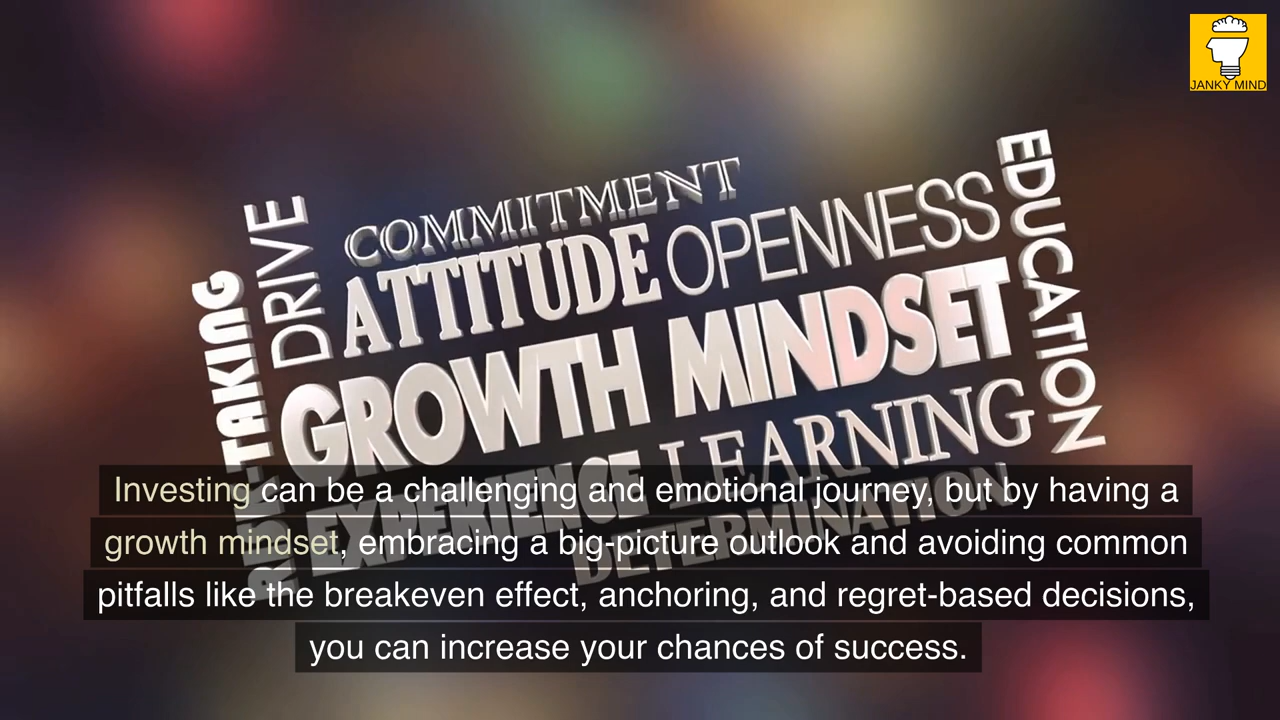 JANKY MIND
EDUCATION
COMMITMENT
DRIVE
ATTITUDE OPENNESS
TAKING
GROWTH MINDSET
EXPERIENCE LEARNING
DETERMINATION
Investing can be a challenging and emotional journey, but by having a
growth mindset, embracing a big-picture outlook and avoiding common
pitfalls like the breakeven effect, anchoring, and regret-based decisions,
you can increase your chances of success.